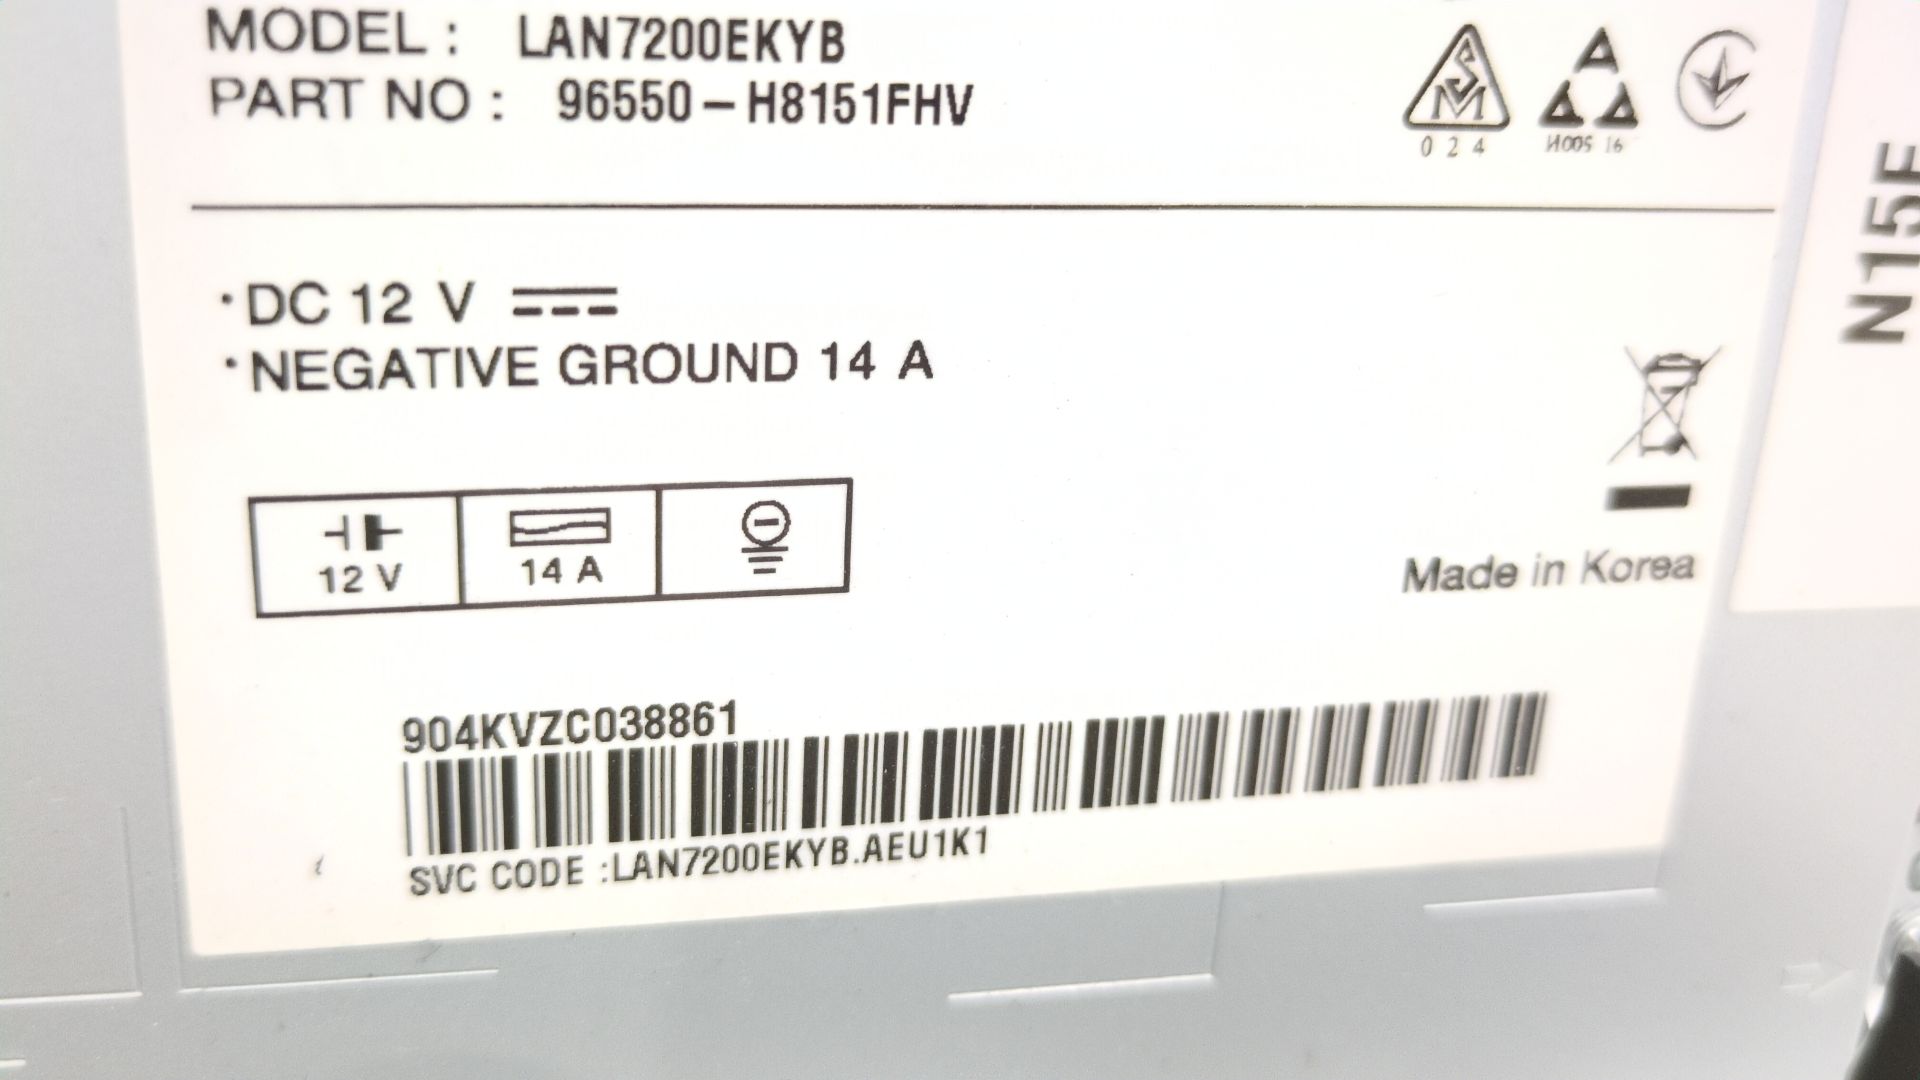 MODEL : LAN7200EKYB
PART NO : 96550-H8151FHV
024
И005 16
•DC 12 V
•NEGATIVE GROUND 14 A
12 V
14 A
Made in Korea
904KVZC038861
SVC CODE :LAN7200EKYB.AEU1K1